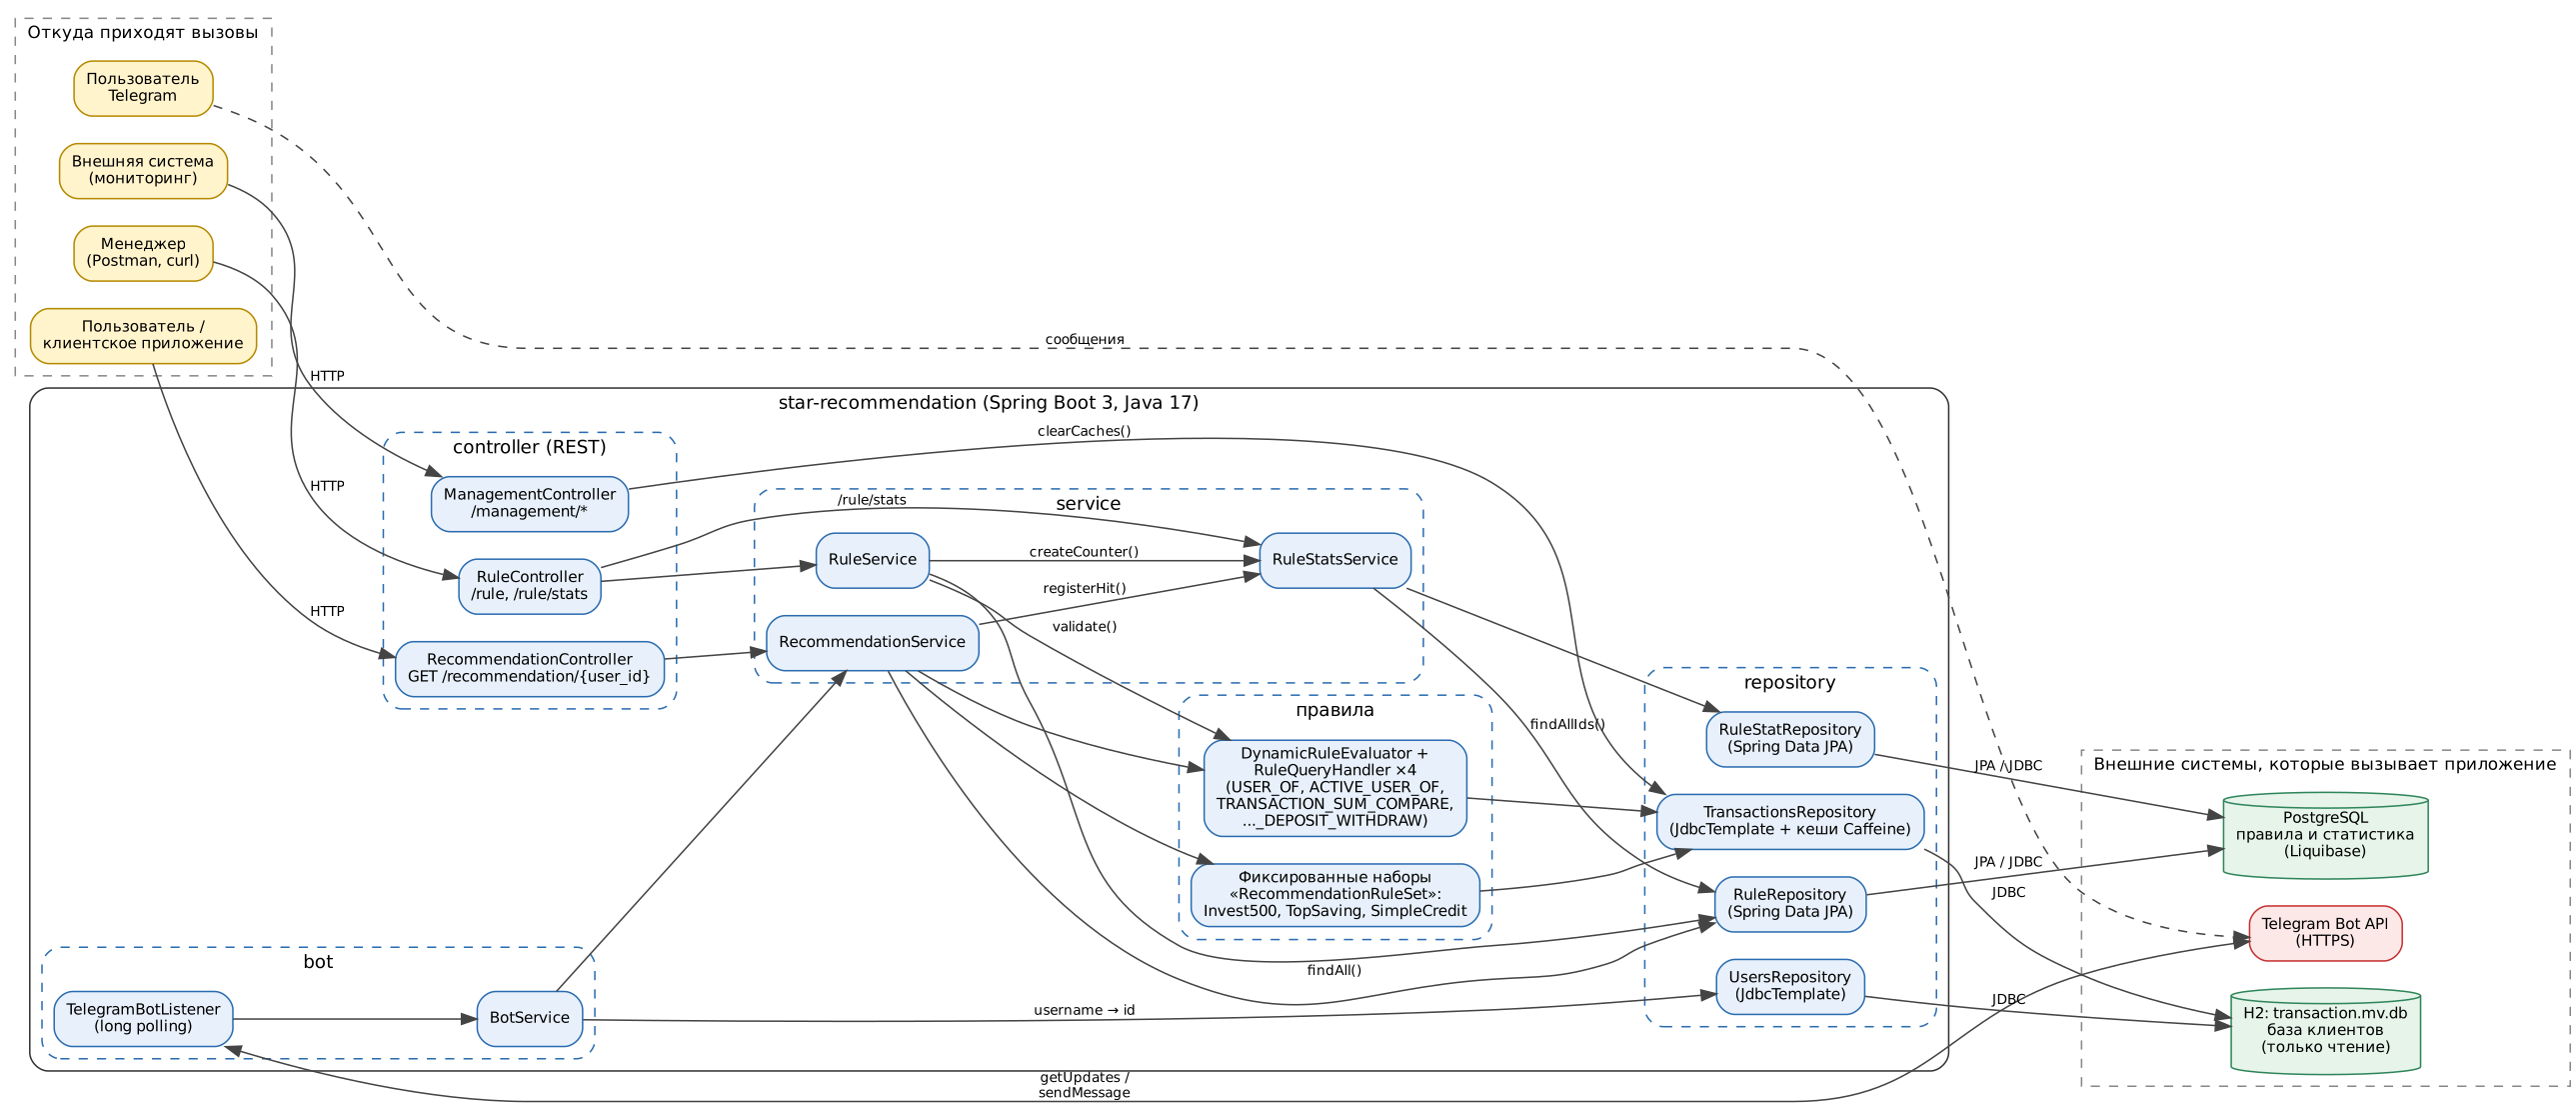 Откуда приходят вызовы
Пользователь
Telegram
Внешняя система
(мониторинг)
Менеджер
(Postman, curl)
Пользователь /
клиентское приложение
сообщения
HTTP
HTTP
HTTP
star-recommendation (Spring Boot 3, Java 17)
controller (REST)
ManagementController
/management/*
RuleController
/rule, /rule/stats
RecommendationController
GET /recommendation/{user_id}
clearCaches()
/rule/stats
service
RuleService
createCounter()
RuleStatsService
registerHit()
RecommendationService
validate()
правила
DynamicRuleEvaluator +
RuleQueryHandler ×4
(USER_OF, ACTIVE_USER_OF,
TRANSACTION_SUM_COMPARE,
..._DEPOSIT_WITHDRAW)
Фиксированные наборы
«RecommendationRuleSet»:
Invest500, TopSaving, SimpleCredit
findAllIds()
findAll()
repository
RuleStatRepository
(Spring Data JPA)
TransactionsRepository
(JdbcTemplate + кеши Caffeine)
RuleRepository
(Spring Data JPA)
UsersRepository
(JdbcTemplate)
bot
TelegramBotListener
(long polling)
BotService
username → id
getUpdates /
sendMessage
JPA / JDBC
JPA / JDBC
JDBC
JDBC
Внешние системы, которые вызывает приложение
PostgreSQL
правила и статистика
(Liquibase)
Telegram Bot API
(HTTPS)
H2: transaction.mv.db
база клиентов
(только чтение)